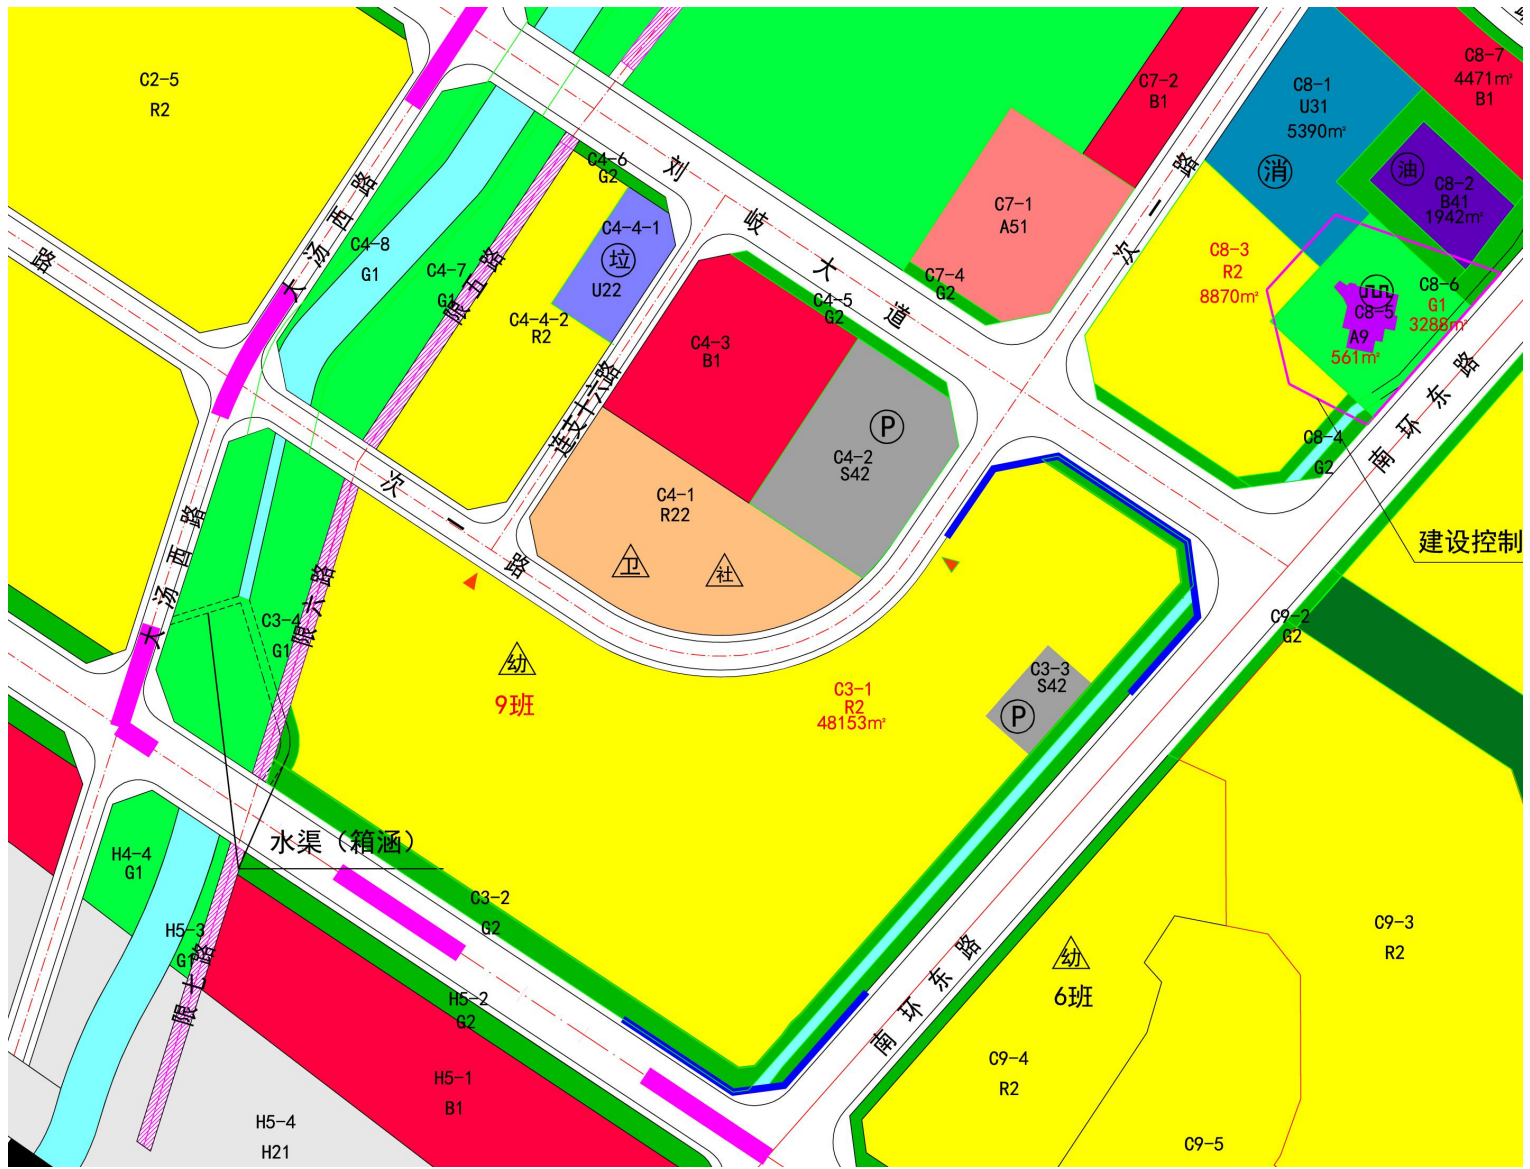 C2-5
R2
C4-6
G2
刘岐大道
C7-2
B1
C8-1
U31
5390㎡
消
C8-7
4471㎡
B1
油
C8-2
B41
1942㎡
大汤西路
C4-8
G1
C4-7
G1
限五路
C4-4-1
垃
U22
C4-4-2
R2
C7-1
A51
C7-4
G2
次一路
C8-3
R2
8870㎡
C8-6
G1
3288㎡
C8-5
A9
561㎡
路
C4-5
G2
C4-3
B1
连支十六路
P
C4-2
S42
C8-4
G2
南环东路
建设控制
次一路
C4-1
R22
卫
社
大汤西路
C3-4
G1
限六路
C9-2
G2
幼
9班
C3-1
R2
48153㎡
C3-3
S42
P
水渠（箱涵）
H4-4
G1
C3-2
G2
H5-3
G1
限七路
H5-2
G2
南环东路
幼
6班
C9-3
R2
H5-1
B1
C9-4
R2
H5-4
H21
C9-5